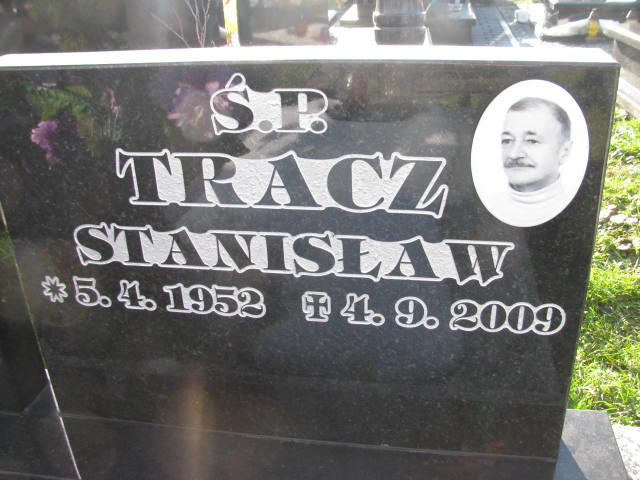 Ś.P.
TRACZ
STANISŁAW
* 5. 4. 1952 ✝ 4. 9. 2009